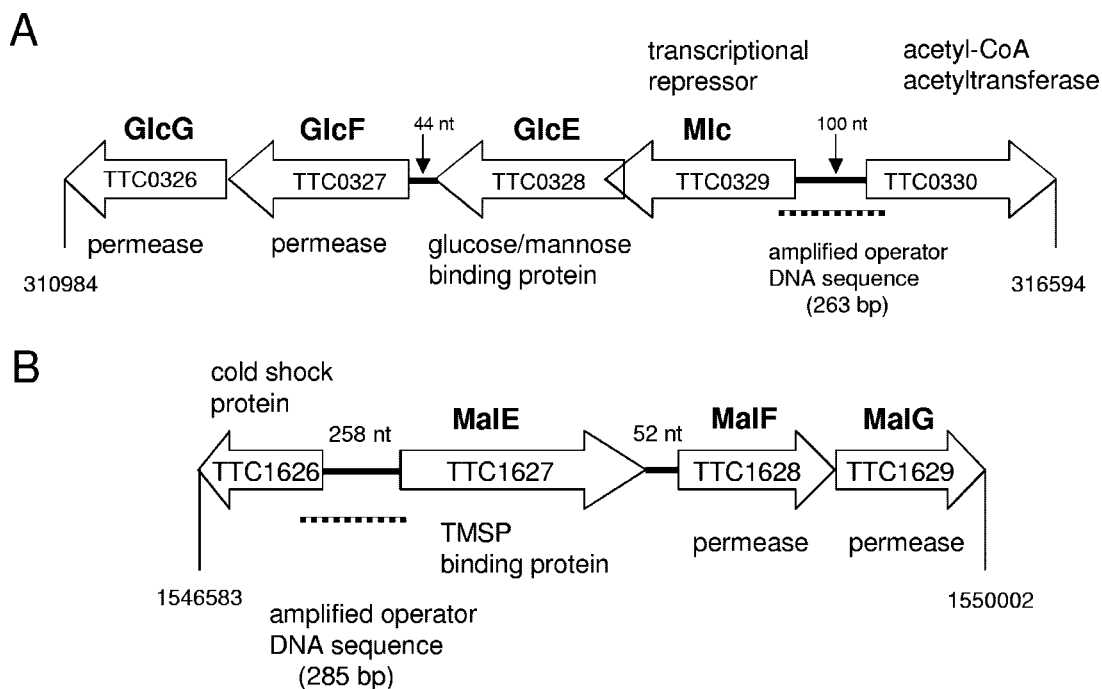 A
transcriptional
repressor
acetyl-CoA
acetyltransferase
GlcG
GlcF
44 nt
GlcE
Mlc
100 nt
TTC0326
TTC0327
TTC0328
TTC0329
TTC0330
permease
permease
glucose/mannose
binding protein
amplified operator
DNA sequence
(263 bp)
310984
316594
B
cold shock
protein
258 nt
MalE
52 nt
MalF
MalG
TTC1626
TTC1627
TTC1628
TTC1629
TMSP
binding protein
permease
permease
1546583
1550002
amplified operator
DNA sequence
(285 bp)